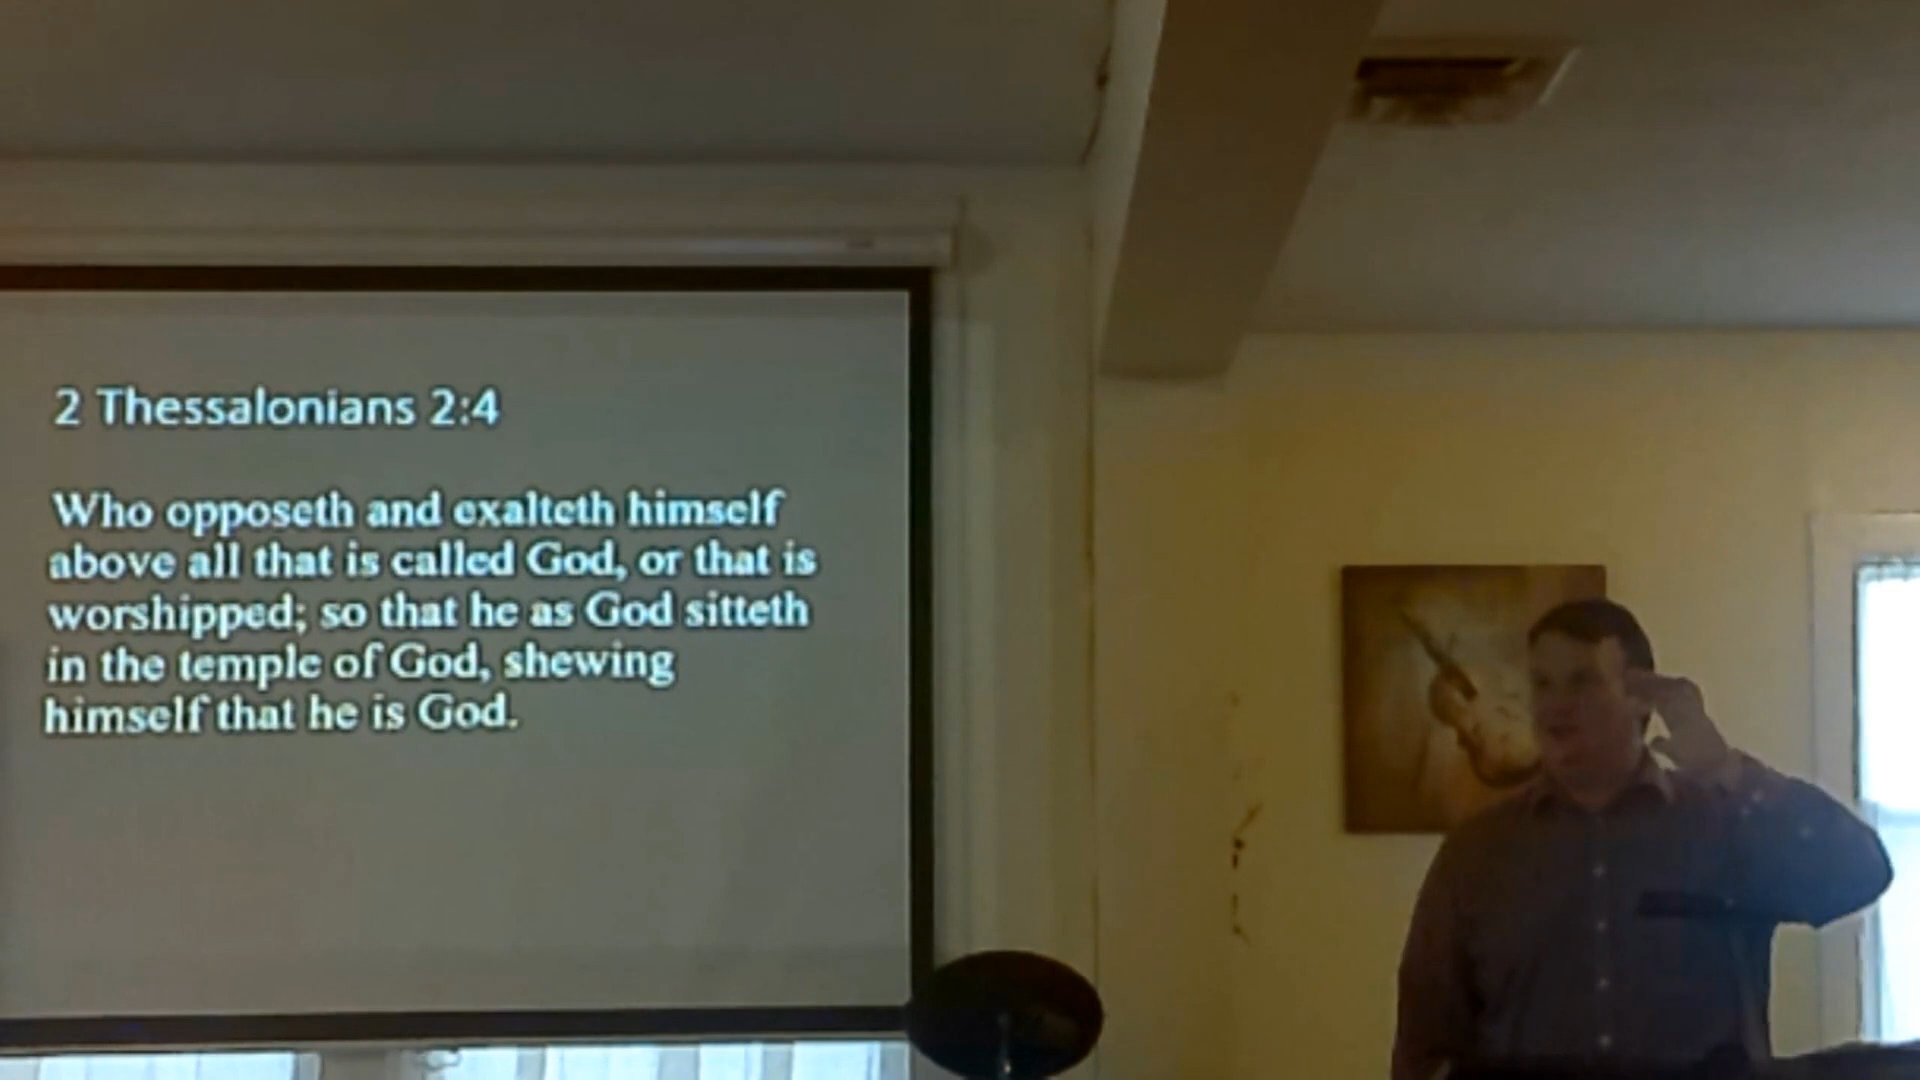 2 Thessalonians 2:4
Who opposeth and exalteth himself
above all that is called God, or that is
worshipped; so that he as God sitteth
in the temple of God, shewing
himself that he is God.